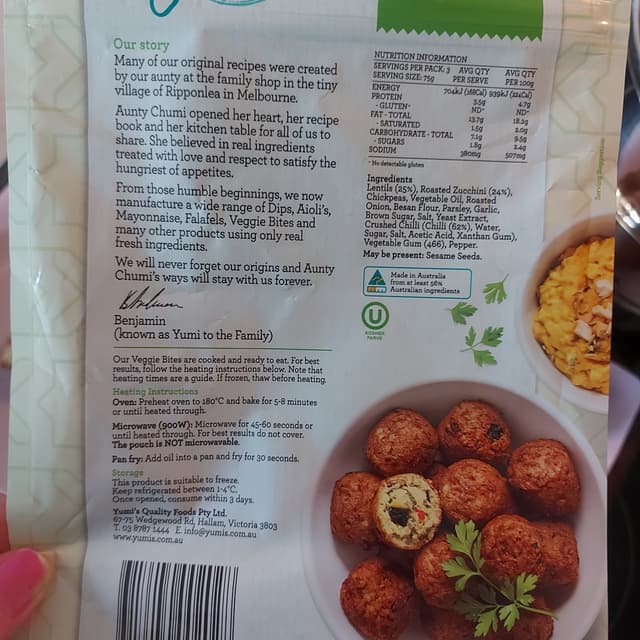 Our story
Many of our original recipes were created
by our aunty at the family shop in the tiny
village of Ripponlea in Melbourne.
Aunty Chumi opened her heart, her recipe
book and her kitchen table for all of us to
share. She believed in real ingredients
treated with love and respect to satisfy the
hungriest of appetites.
From those humble beginnings, we now
manufacture a wide range of Dips, Aioli's,
Mayonnaise, Falafels, Veggie Bites and
many other products using only real
fresh ingredients.
We will never forget our origins and Aunty
Chumi's ways will stay with us forever.
Benjamin
(known as Yumi to the Family)
Our Veggie Bites are cooked and ready to eat. For best
results, follow the heating instructions below. Note that
heating times are a guide. If frozen, thaw before heating.
Heating Instructions
Oven: Preheat oven to 180°C and bake for 5-8 minutes
or until heated through.
Microwave (900W): Microwave for 45-60 seconds or
until heated through. For best results do not cover.
The pouch is NOT microwavable.
Pan fry: Add oil into a pan and fry for 30 seconds.
Storage
This product is suitable to freeze.
Keep refrigerated between 1-4°C.
Once opened, consume within 3 days.
Yumi's Quality Foods Pty Ltd.
67-75 Wedgewood Rd, Hallam, Victoria 3803
T. 03 8787 1444 E. info@yumis.com.au
www.yumis.com.au
NUTRITION INFORMATION
SERVINGS PER PACK: 3 AVG QTY AVG QTY
SERVING SIZE: 75g PER SERVE PER 100g
ENERGY 704kJ (168Cal) 939kJ (224Cal)
PROTEIN 3.5g 4.7g
- GLUTEN* ND* ND*
FAT - TOTAL 13.7g 18.2g
- SATURATED 1.5g 2.0g
CARBOHYDRATE - TOTAL 7.1g 9.5g
- SUGARS 1.8g 2.4g
SODIUM 380mg 507mg
* No detectable gluten
Ingredients
Lentils (25%), Roasted Zucchini (24%),
Chickpeas, Vegetable Oil, Roasted
Onion, Besan Flour, Parsley, Garlic,
Brown Sugar, Salt, Yeast Extract,
Crushed Chilli (Chilli (62%), Water,
Sugar, Salt, Acetic Acid, Xanthan Gum),
Vegetable Gum (466), Pepper.
May be present: Sesame Seeds.
Made in Australia
from at least 56%
Australian ingredients
U
KOSHER
PARVE
Serving Suggestion